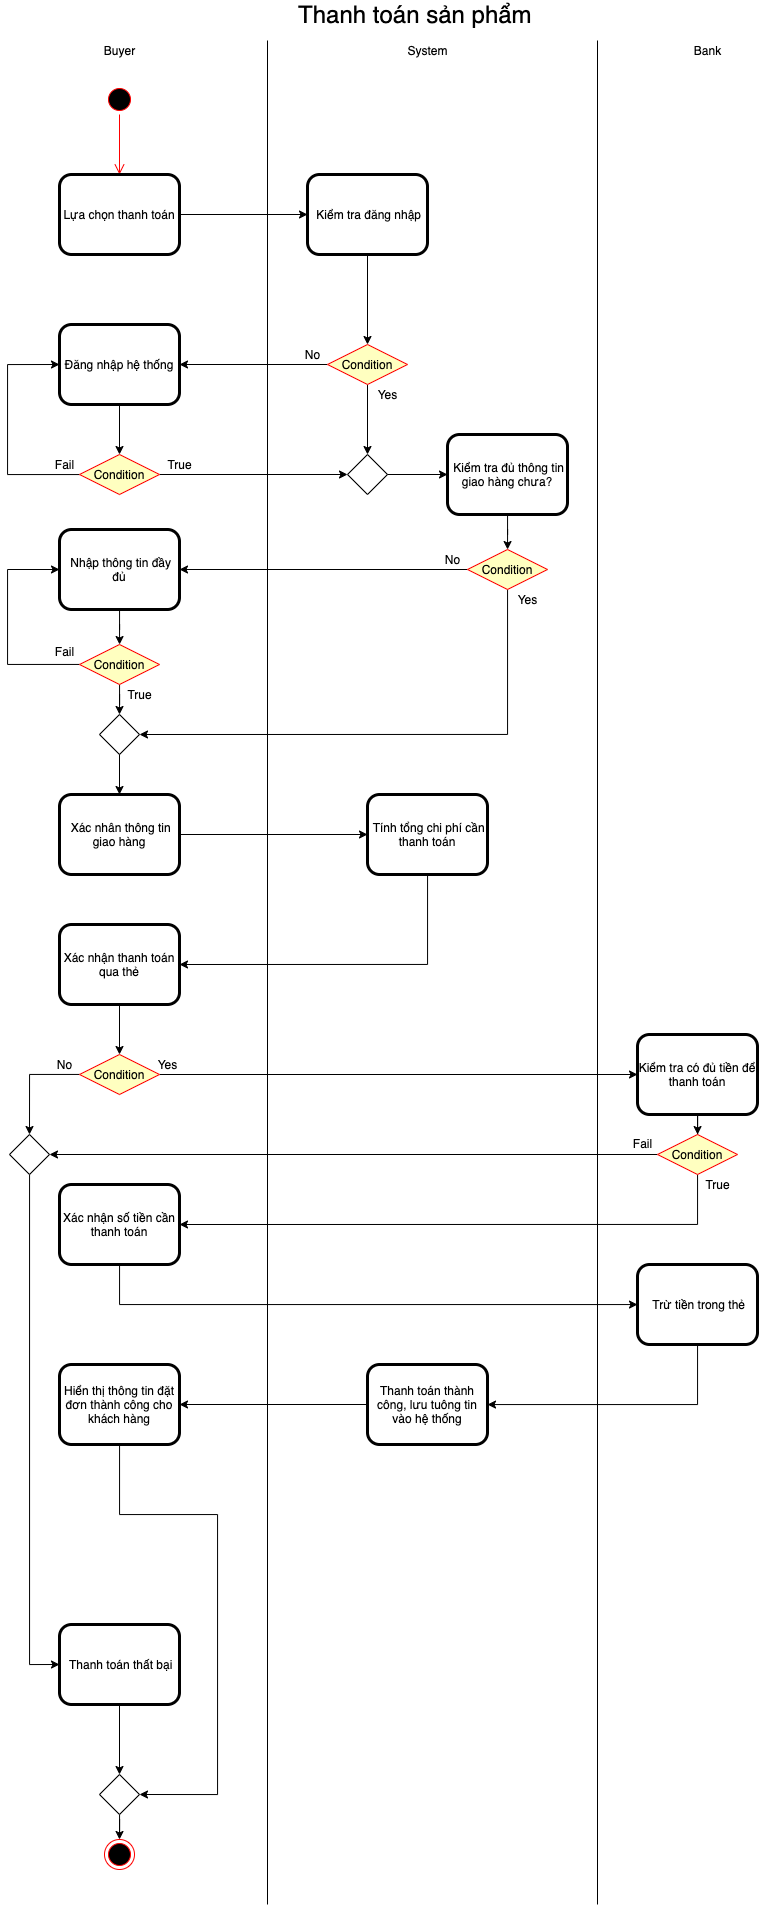 Thanh toán sản phẩm
Buyer
System
Bank
Lựa chọn thanh toán
Kiểm tra đăng nhập
Đăng nhập hệ thống
No
Condition
Yes
Fail
Condition
True
Kiểm tra đủ thông tin
giao hàng chưa?
Nhập thông tin đầy
đủ
No
Condition
Yes
Fail
Condition
True
Xác nhân thông tin
giao hàng
Tính tổng chi phí cần
thanh toán
Xác nhận thanh toán
qua thẻ
No
Condition
Yes
Kiểm tra có đủ tiền để
thanh toán
Fail
Condition
True
Xác nhận số tiền cần
thanh toán
Trừ tiền trong thẻ
Hiển thị thông tin đặt
đơn thành công cho
khách hàng
Thanh toán thành
công, lưu tuông tin
vào hệ thống
Thanh toán thất bại